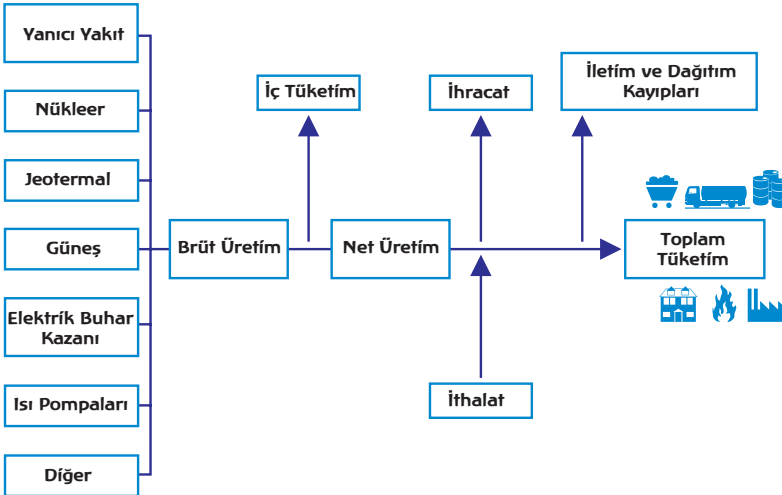 Yanıcı Yakıt
Nükleer
Jeotermal
Güneş
Elektrik Buhar
Kazanı
Isı Pompaları
Diğer
Brüt Üretim
İç Tüketim
Net Üretim
İhracat
İthalat
İletim ve Dağıtım
Kayıpları
Toplam
Tüketim